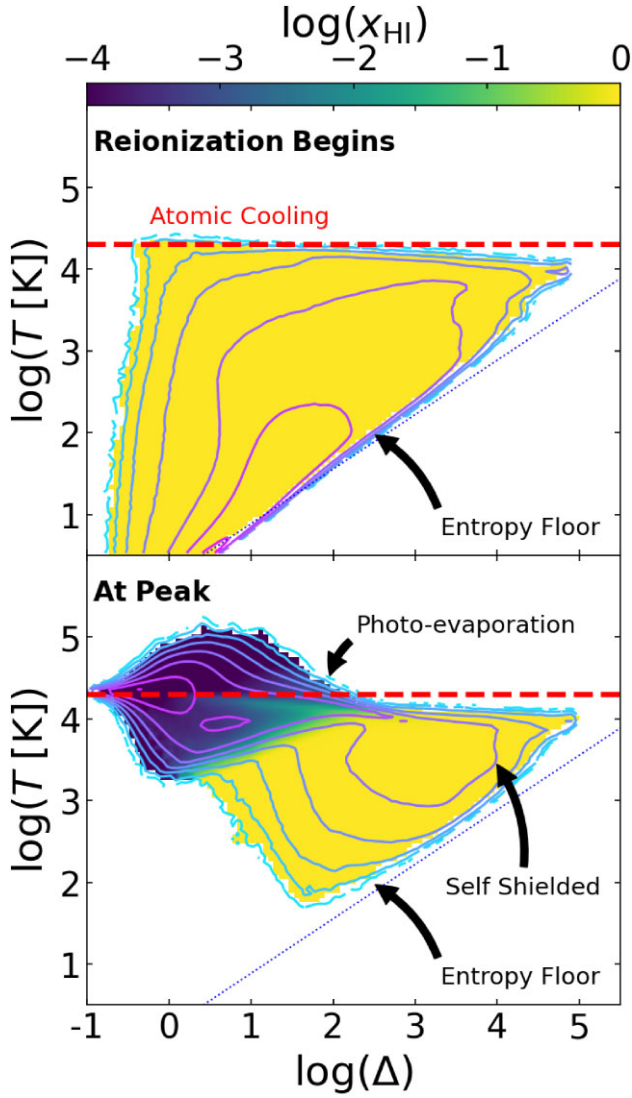 log(x_HI)
−4 −3 −2 −1 0
Reionization Begins
Atomic Cooling
log(T [K])
5
4
3
2
1
Entropy Floor
At Peak
Photo-evaporation
log(T [K])
5
4
3
2
1
Self Shielded
Entropy Floor
-1 0 1 2 3 4 5
log(Δ)